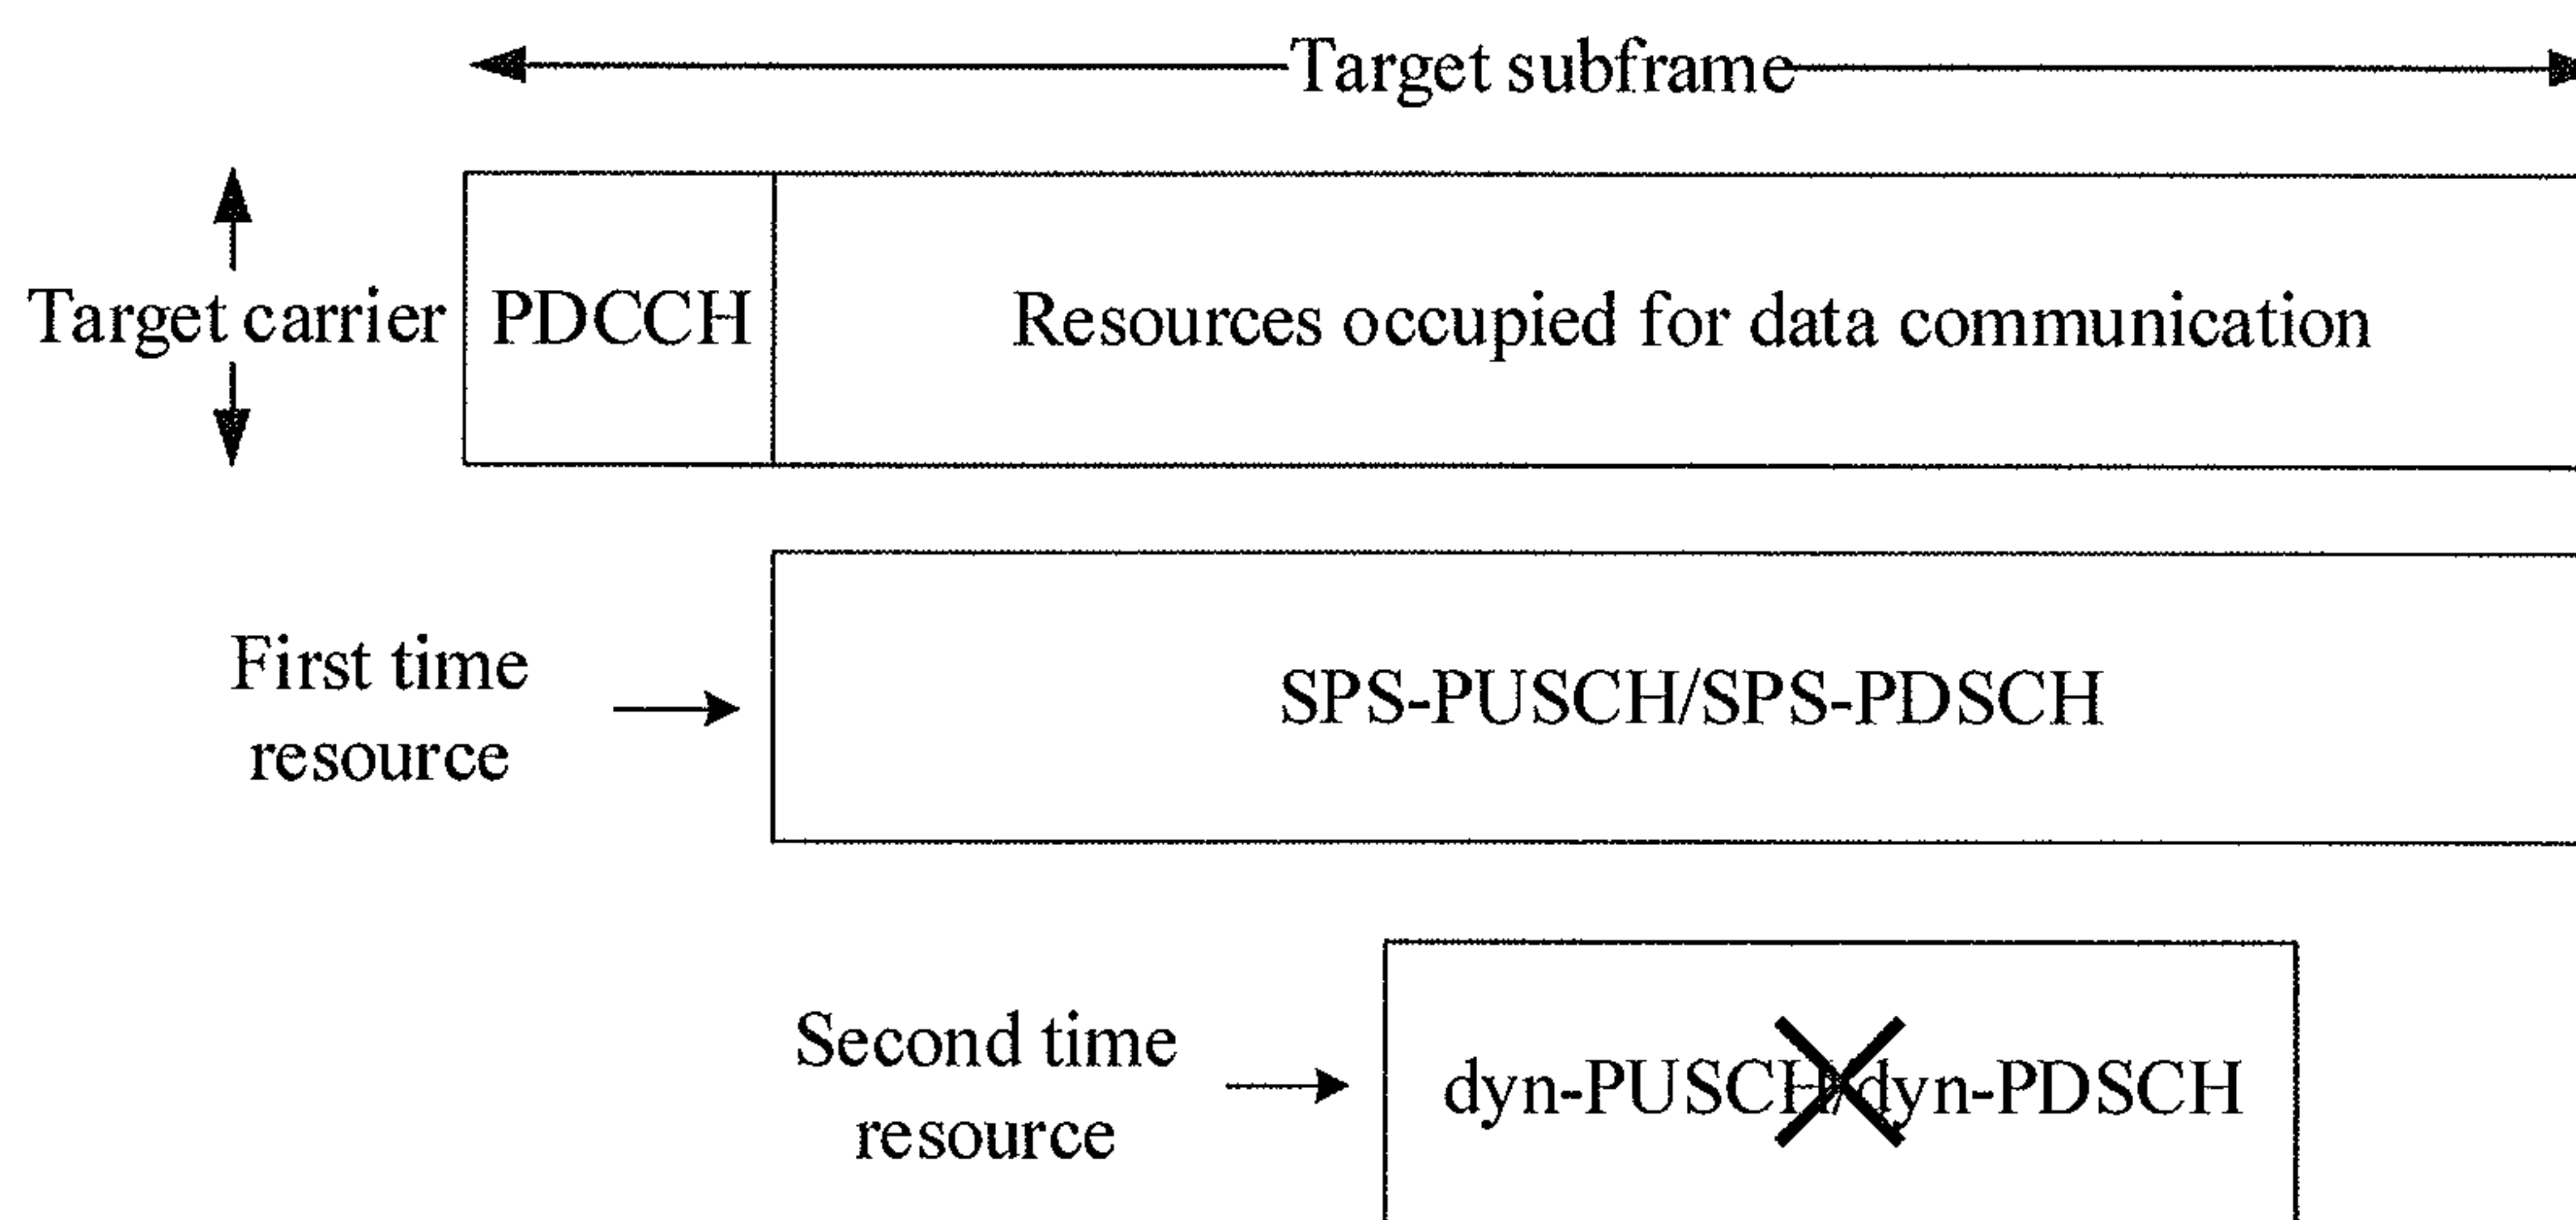 Target subframe
Target carrier
PDCCH
Resources occupied for data communication
First time
resource
SPS-PUSCH/SPS-PDSCH
Second time
resource
dyn-PUSCH/dyn-PDSCH